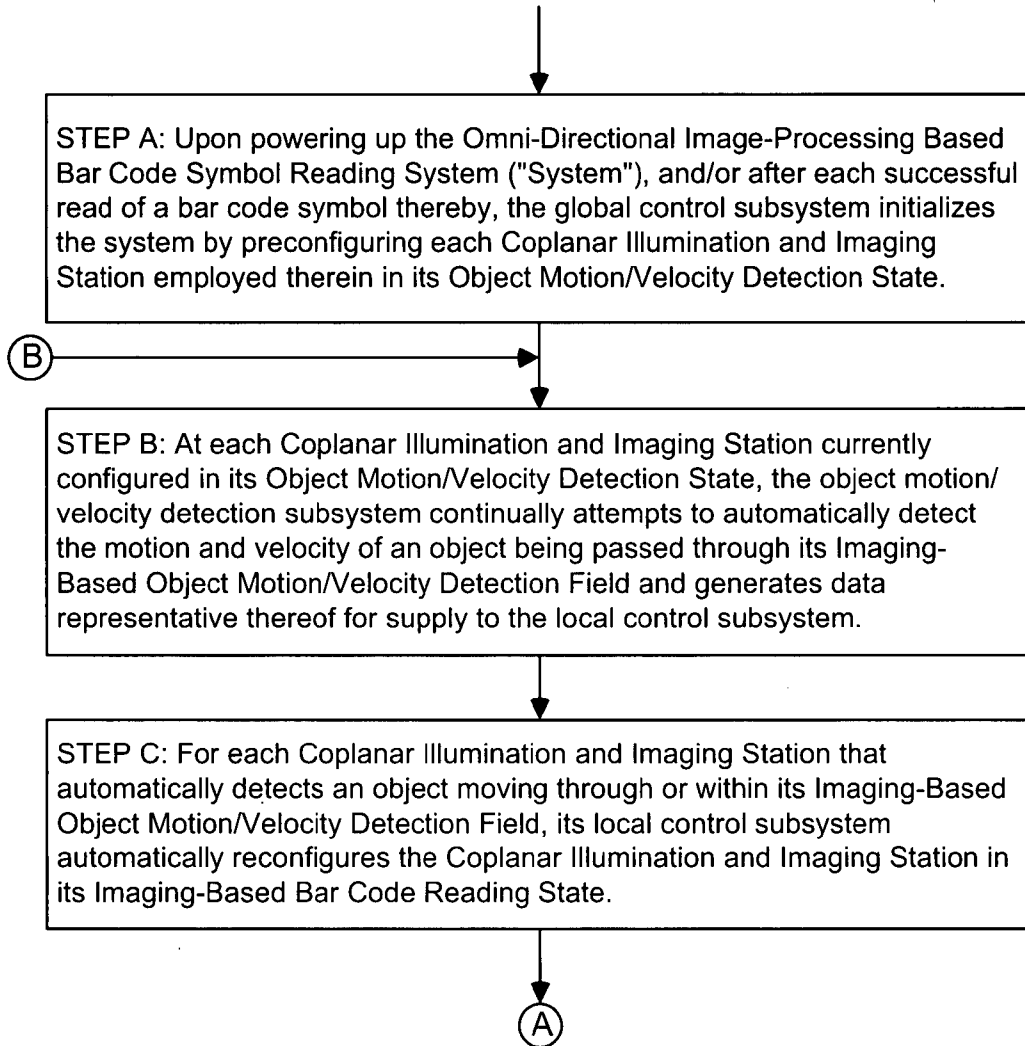 STEP A: Upon powering up the Omni-Directional Image-Processing Based
Bar Code Symbol Reading System ("System"), and/or after each successful
read of a bar code symbol thereby, the global control subsystem initializes
the system by preconfiguring each Coplanar Illumination and Imaging
Station employed therein in its Object Motion/Velocity Detection State.
B
STEP B: At each Coplanar Illumination and Imaging Station currently
configured in its Object Motion/Velocity Detection State, the object motion/
velocity detection subsystem continually attempts to automatically detect
the motion and velocity of an object being passed through its Imaging-
Based Object Motion/Velocity Detection Field and generates data
representative thereof for supply to the local control subsystem.
STEP C: For each Coplanar Illumination and Imaging Station that
automatically detects an object moving through or within its Imaging-Based
Object Motion/Velocity Detection Field, its local control subsystem
automatically reconfigures the Coplanar Illumination and Imaging Station in
its Imaging-Based Bar Code Reading State.
A